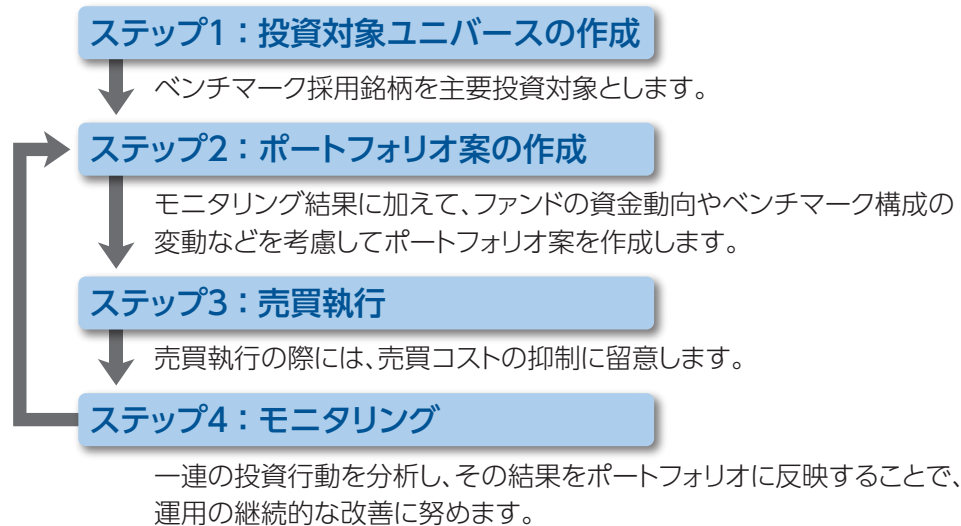 ステップ1：投資対象ユニバースの作成
ベンチマーク採用銘柄を主要投資対象とします。
ステップ2：ポートフォリオ案の作成
モニタリング結果に加えて、ファンドの資金動向やベンチマーク構成の
変動などを考慮してポートフォリオ案を作成します。
ステップ3：売買執行
売買執行の際には、売買コストの抑制に留意します。
ステップ4：モニタリング
一連の投資行動を分析し、その結果をポートフォリオに反映することで、
運用の継続的な改善に努めます。